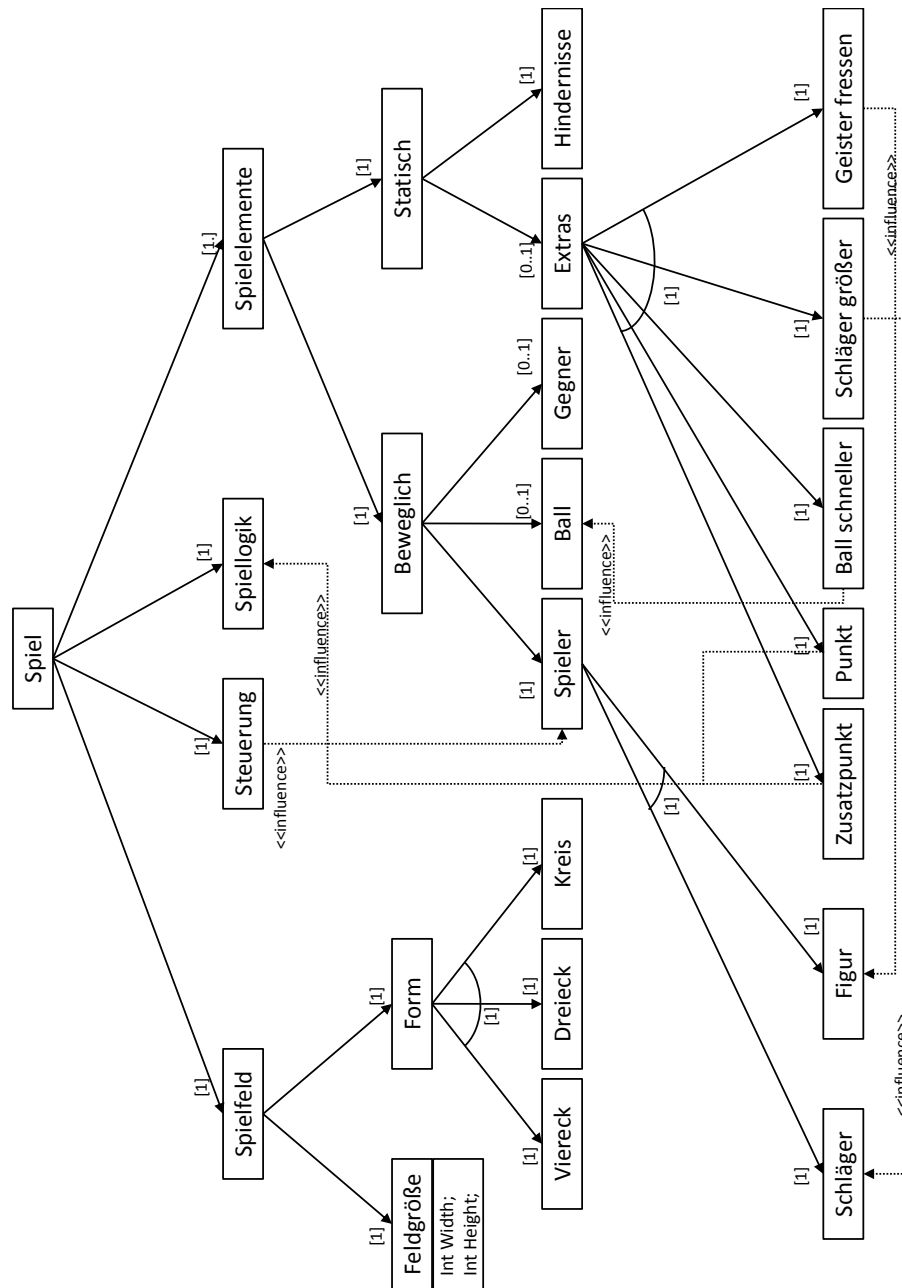 Spiel
[1]
[1]
[1]
[1.]
Spielfeld
Steuerung
Spiellogik
Spielelemente
<<influence>>
<<influence>>
[1]
[1]
[1]
[1]
Feldgröße
Int Width;
Int Height;
Form
Beweglich
Statisch
[1]
[1]
[1]
[1]
[1]
[0..1]
[0..1]
[0..1]
[1]
Viereck
Dreieck
Kreis
Spieler
Ball
Gegner
Extras
Hindernisse
<<influence>>
[1]
[1]
[1]
[1]
[1]
[1]
[1]
[1]
[1]
Schläger
Figur
Zusatzpunkt
Punkt
Ball schneller
Schläger größer
Geister fressen
<<influence>>
<<influence>>